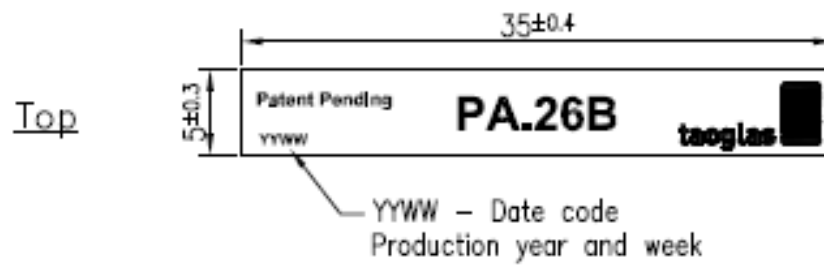 35±0.4
Top
5±0.3
Patent Pending
PA.26B
YYWW
taoglas
YYWW – Date code
Production year and week